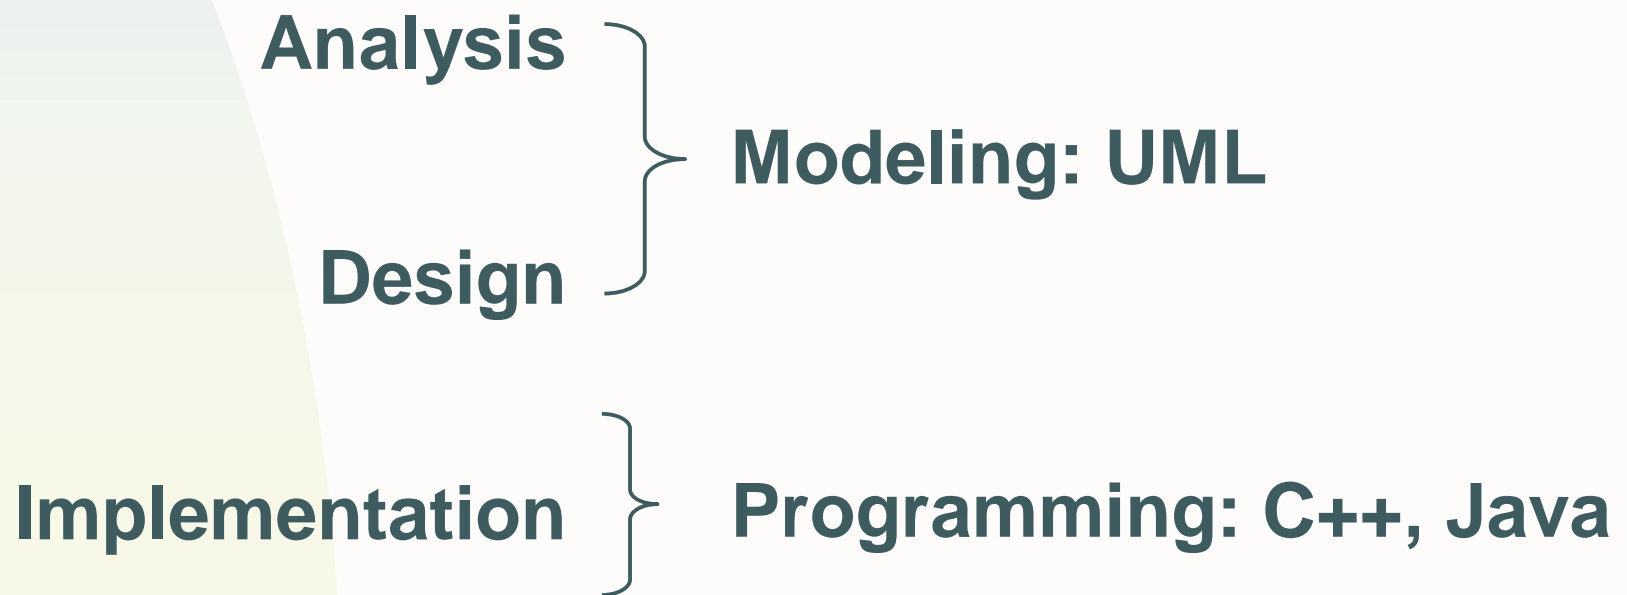 Analysis
Modeling: UML
Design
Implementation
Programming: C++, Java